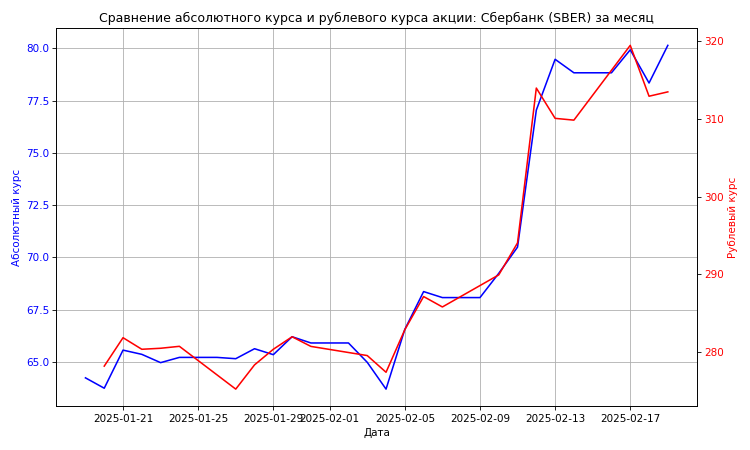 Сравнение абсолютного курса и рублевого курса акции: Сбербанк (SBER) за месяц
80.0
77.5
75.0
72.5
70.0
67.5
65.0
Абсолютный курс
320
310
300
290
280
Рублевый курс
2025-01-21 2025-01-25 2025-01-29 2025-02-01 2025-02-05 2025-02-09 2025-02-13 2025-02-17
Дата